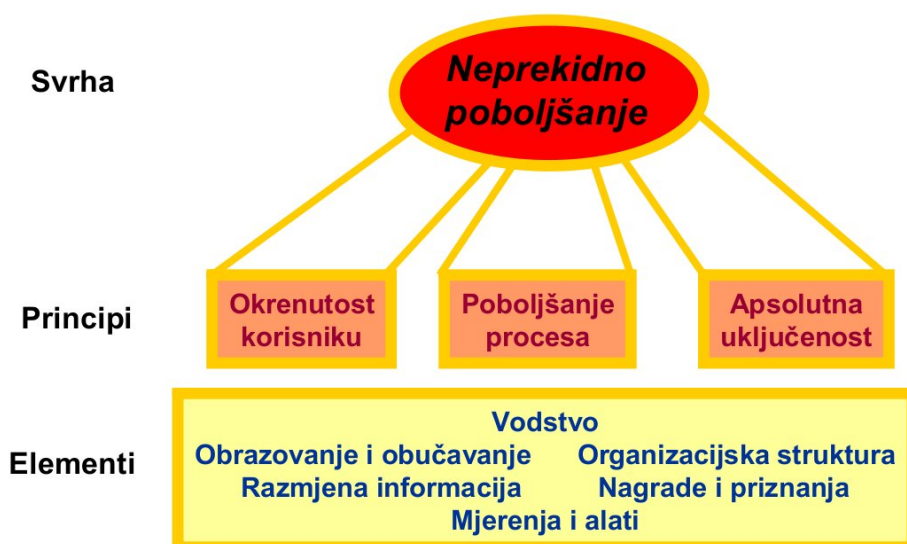 Svrha
Neprekidno
poboljšanje
Principi
Okrenutost
korisniku
Poboljšanje
procesa
Apsolutna
uključenost
Elementi
Vodstvo
Obrazovanje i obučavanje Organizacijska struktura
Razmjena informacija Nagrade i priznanja
Mjerenja i alati